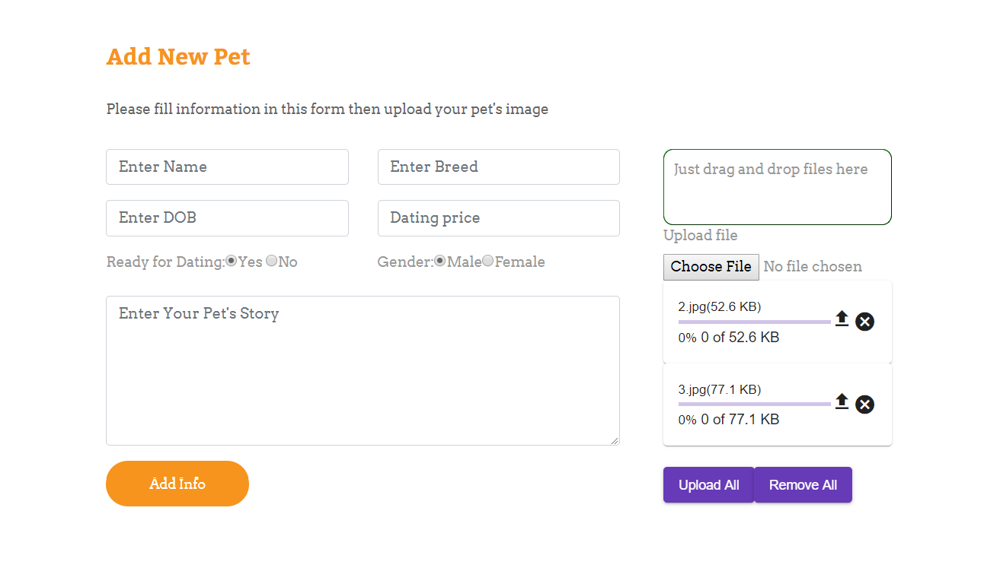 Add New Pet
Please fill information in this form then upload your pet's image
Enter Name
Enter Breed
Enter DOB
Dating price
Ready for Dating: Yes No
Gender: Male Female
Enter Your Pet's Story
Add Info
Just drag and drop files here
Upload file
Choose File No file chosen
2.jpg(52.6 KB)
0% 0 of 52.6 KB
3.jpg(77.1 KB)
0% 0 of 77.1 KB
Upload All
Remove All